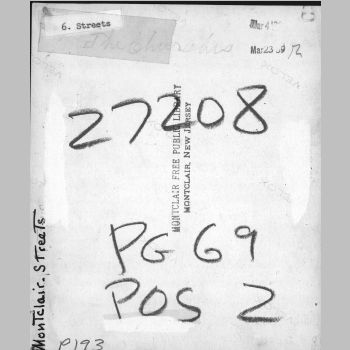 6. Streets
Mar 4
Mar 23 39
27208
MONTCLAIR FREE PUBLIC LIBRARY
MONTCLAIR, NEW JERSEY
PG 69
POS 2
Montclair. Streets
P193